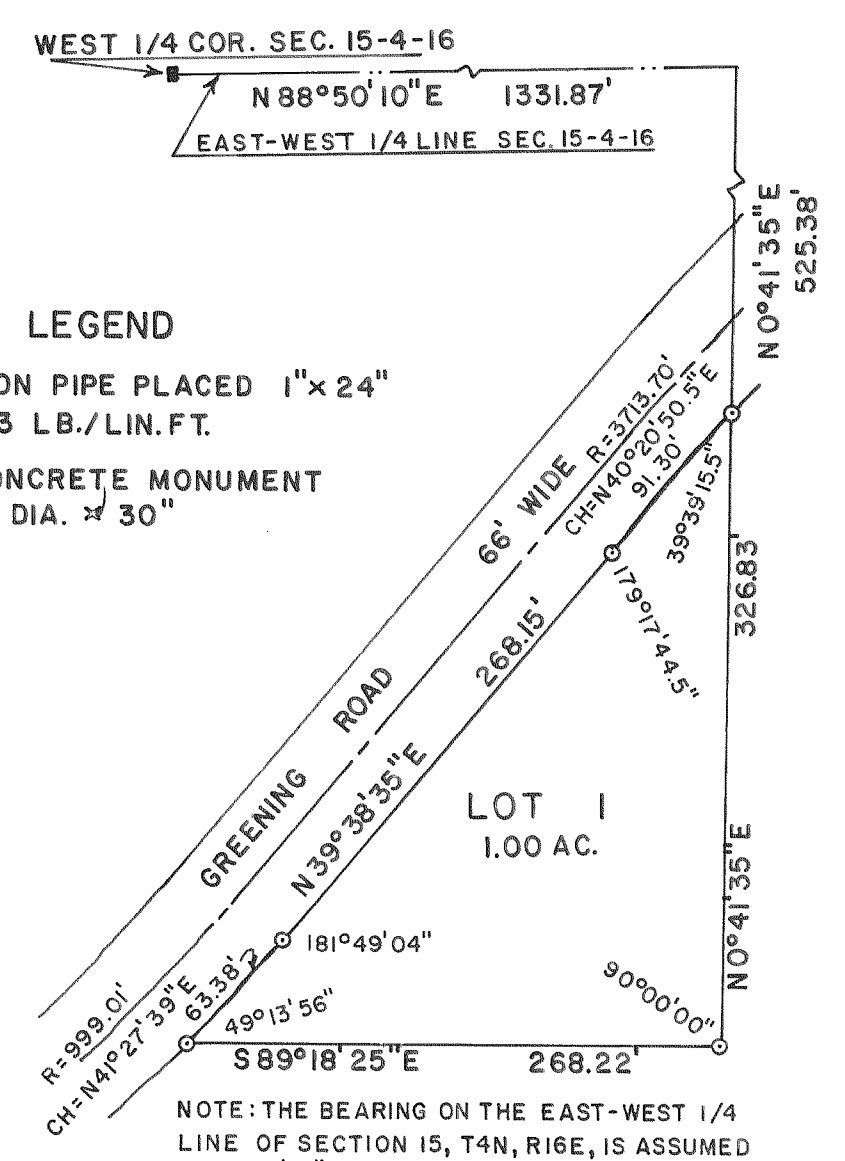 WEST 1/4 COR. SEC. 15-4-16
N 88°50'10"E 1331.87'
EAST-WEST 1/4 LINE SEC. 15-4-16
N 0°41'35"E
525.38'
LEGEND
ON PIPE PLACED 1"x 24"
3 LB./LIN. FT.
ONCRETE MONUMENT
DIA. x 30"
66' WIDE
R=3713.70'
CH=N40°20'50.5"E
91.30'
39°39'15.5"
179°17'44.5"
326.83'
268.15'
GREENING ROAD
N 39°38'35"E
LOT 1
1.00 AC.
N 0°41'35"E
181°49'04"
90°00'00"
R=999.01'
CH=N41°27'39"E
63.38'
49°13'56"
S 89°18'25"E 268.22'
NOTE: THE BEARING ON THE EAST-WEST 1/4
LINE OF SECTION 15, T4N, R16E, IS ASSUMED